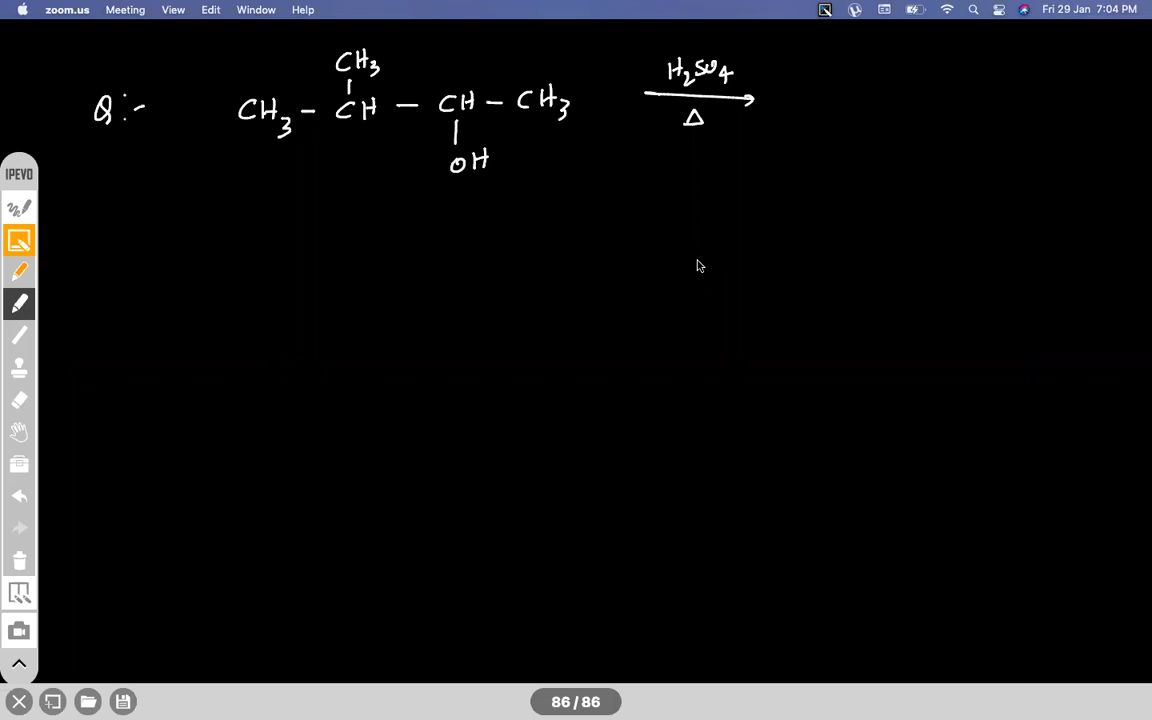 zoom.us Meeting View Edit Window Help Fri 29 Jan 7:04 PM
CH₃
H₂SO₄
Q:- CH₃ - CH - CH - CH₃
Δ
OH
IPEVO
86 / 86